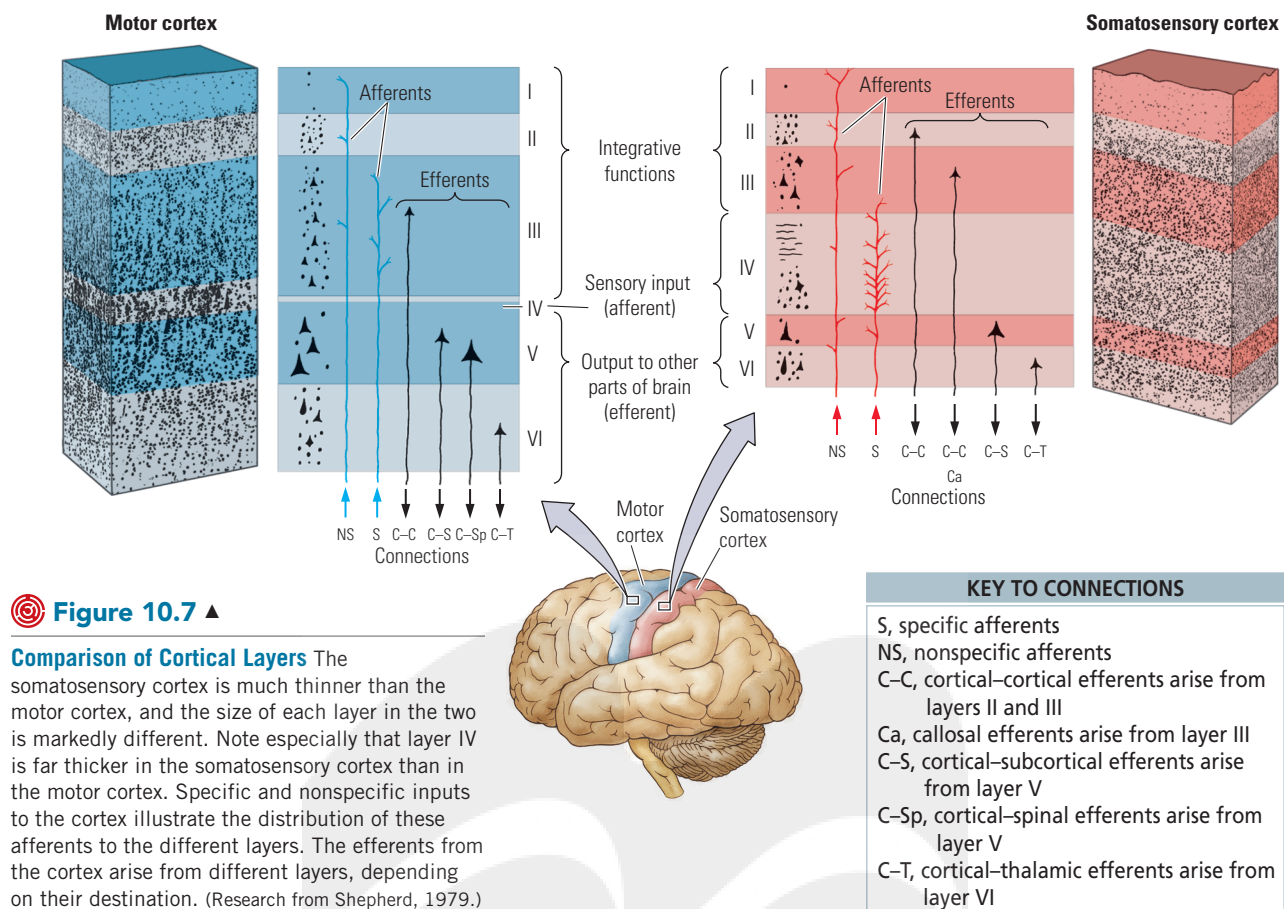 Motor cortex
Afferents
Efferents
I
II
III
IV
V
VI
NS S C–C C–S C–Sp C–T
Connections
Integrative
functions
Sensory input
(afferent)
Output to other
parts of brain
(efferent)
Somatosensory cortex
I
II
III
IV
V
VI
Afferents
Efferents
NS S C–C C–C C–S C–T
Ca
Connections
Motor
cortex
Somatosensory
cortex
Figure 10.7 ▲
Comparison of Cortical Layers The
somatosensory cortex is much thinner than the
motor cortex, and the size of each layer in the two
is markedly different. Note especially that layer IV
is far thicker in the somatosensory cortex than in
the motor cortex. Specific and nonspecific inputs
to the cortex illustrate the distribution of these
afferents to the different layers. The efferents from
the cortex arise from different layers, depending
on their destination. (Research from Shepherd, 1979.)
KEY TO CONNECTIONS
S, specific afferents
NS, nonspecific afferents
C–C, cortical–cortical efferents arise from
layers II and III
Ca, callosal efferents arise from layer III
C–S, cortical–subcortical efferents arise
from layer V
C–Sp, cortical–spinal efferents arise from
layer V
C–T, cortical–thalamic efferents arise from
layer VI